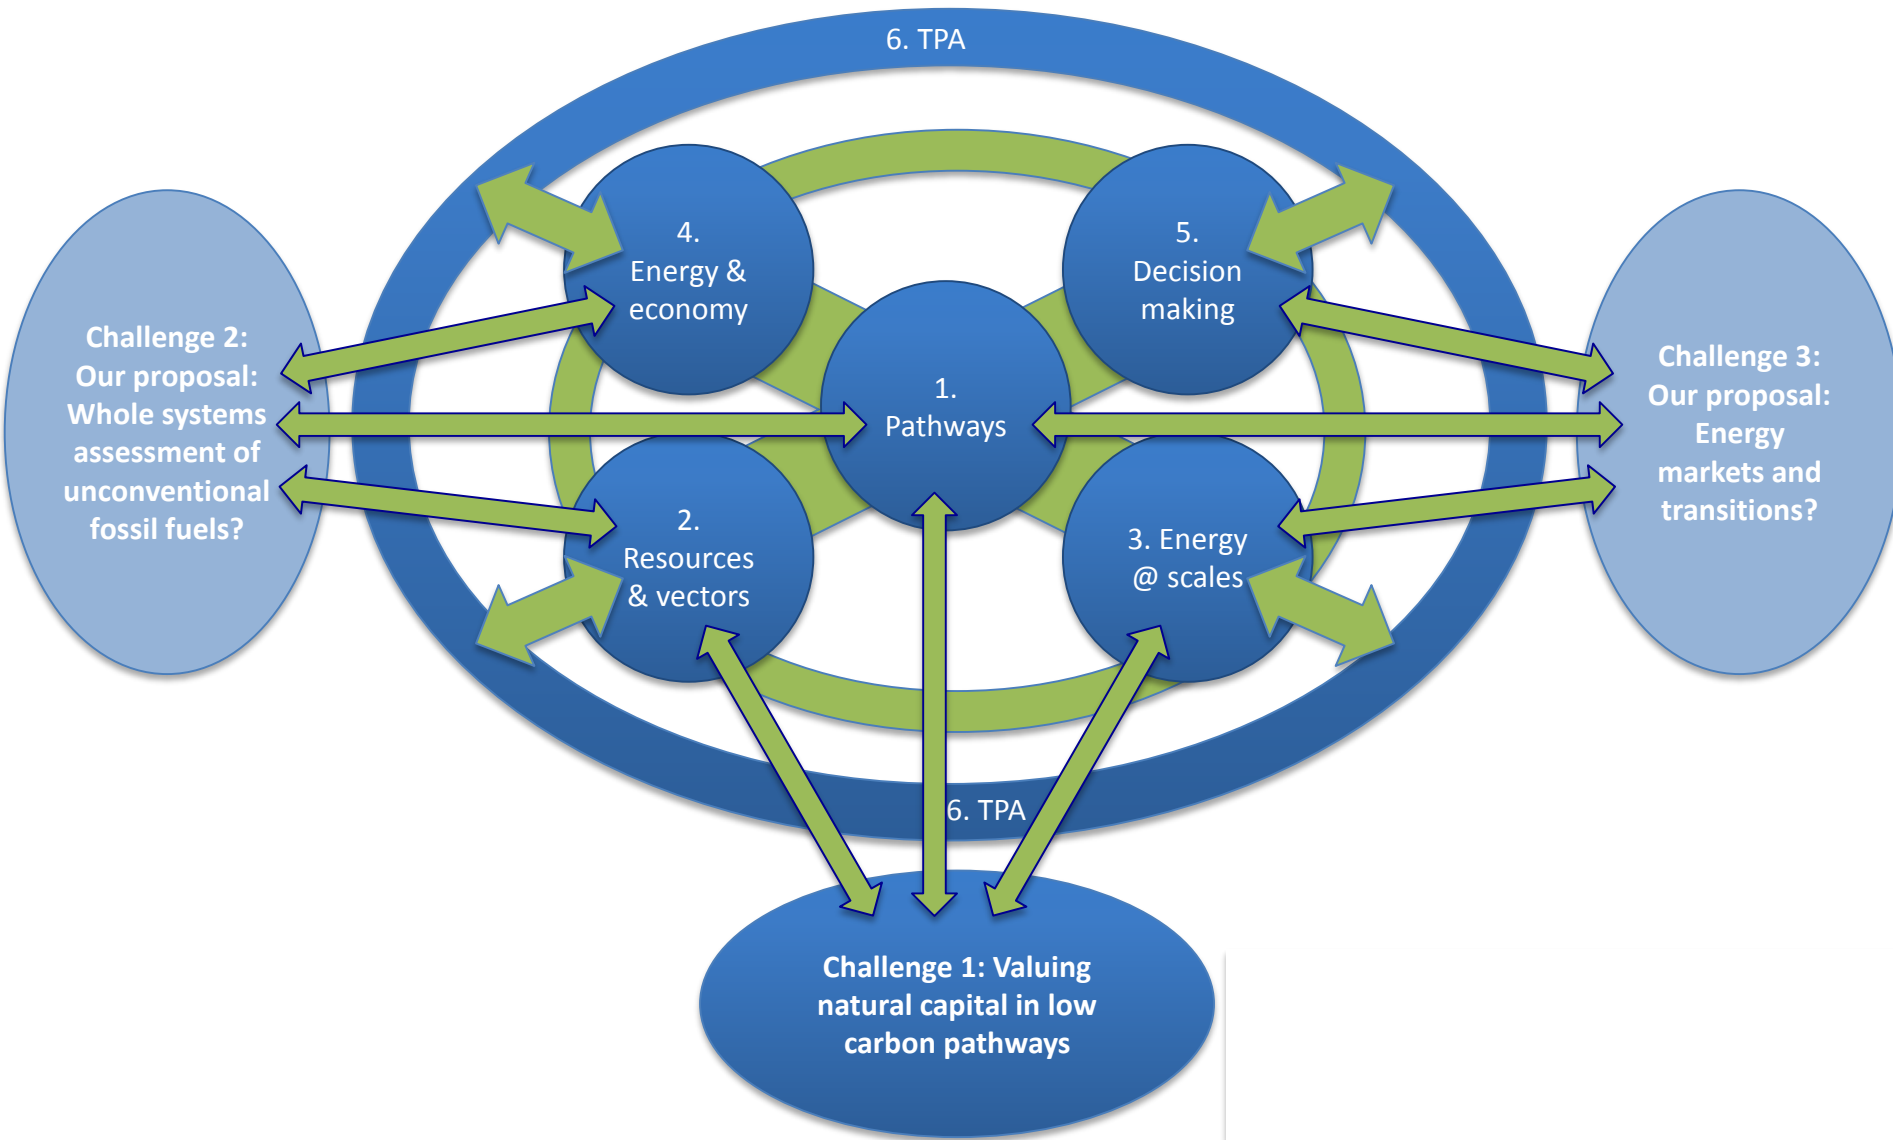 6. TPA
4.
Energy &
economy
5.
Decision
making
Challenge 2:
Our proposal:
Whole systems
assessment of
unconventional
fossil fuels?
1.
Pathways
Challenge 3:
Our proposal:
Energy
markets and
transitions?
2.
Resources
& vectors
3. Energy
@ scales
6. TPA
Challenge 1: Valuing
natural capital in low
carbon pathways